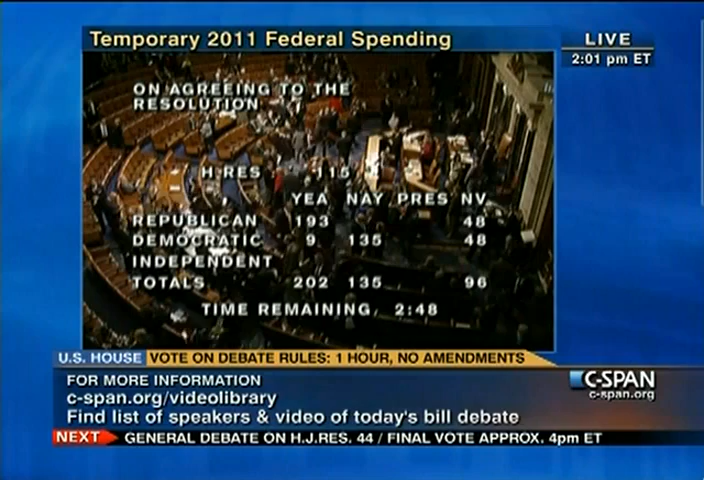 Temporary 2011 Federal Spending
LIVE
2:01 pm ET
ON AGREEING TO THE
RESOLUTION
H RES 115
YEA NAY PRES NV
REPUBLICAN 193 48
DEMOCRATIC 9 135 48
INDEPENDENT
TOTALS 202 135 96
TIME REMAINING 2:48
U.S. HOUSE VOTE ON DEBATE RULES: 1 HOUR, NO AMENDMENTS
FOR MORE INFORMATION
c-span.org/videolibrary
Find list of speakers & video of today's bill debate
C-SPAN
c-span.org
NEXT GENERAL DEBATE ON H.J.RES. 44 / FINAL VOTE APPROX. 4pm ET